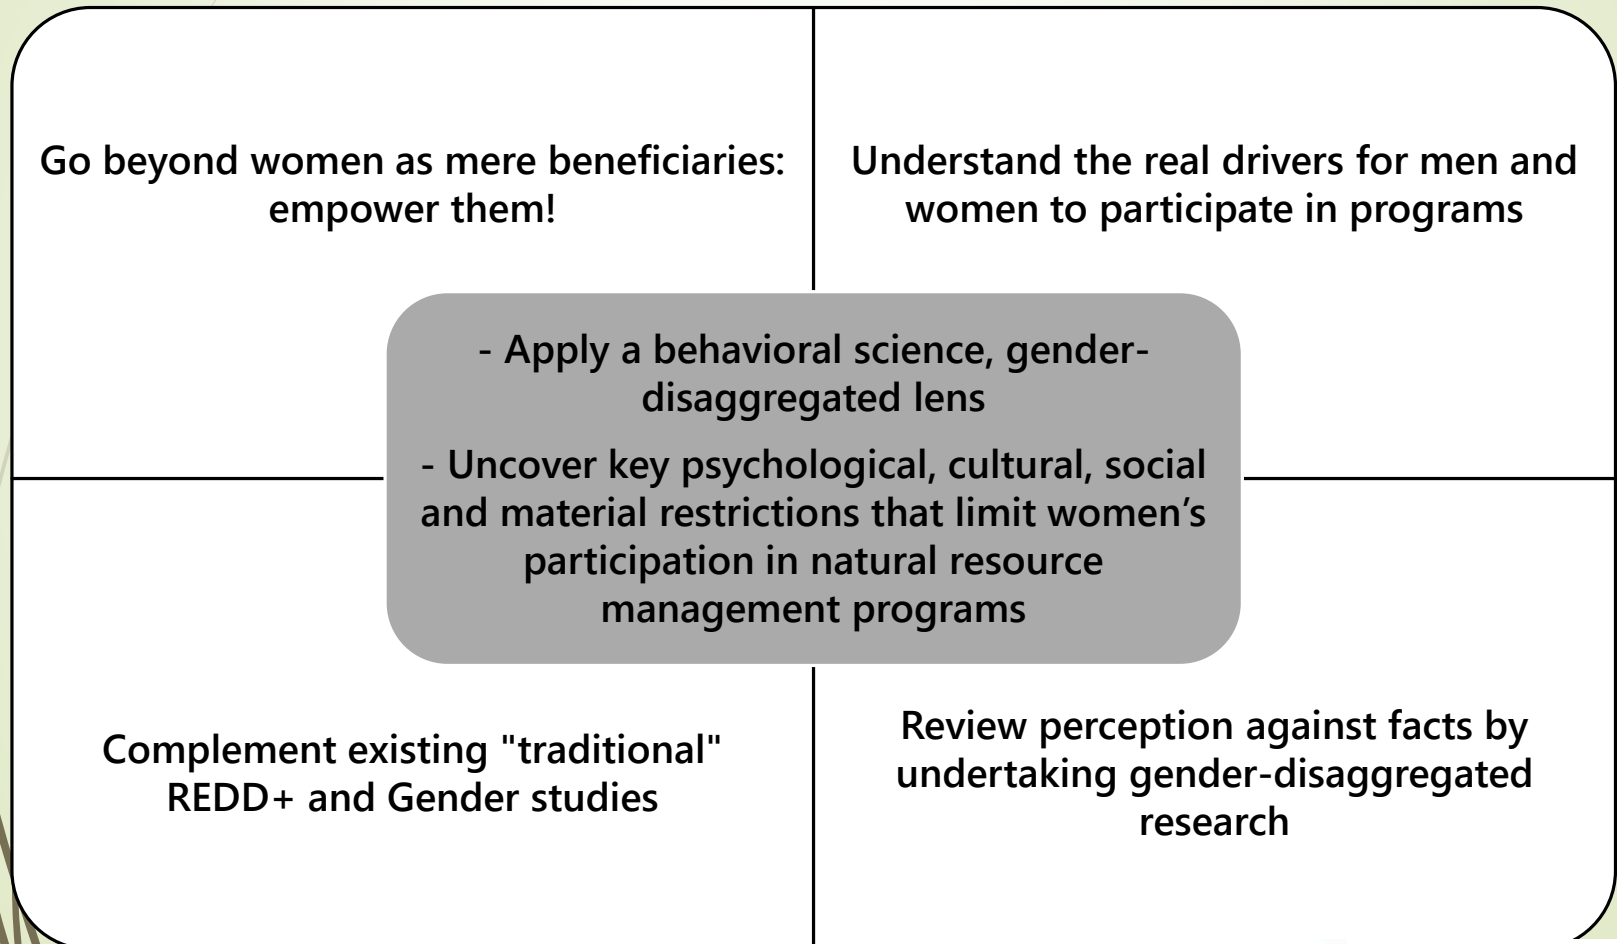 Go beyond women as mere beneficiaries:
empower them!
Understand the real drivers for men and
women to participate in programs
- Apply a behavioral science, gender-
disaggregated lens
- Uncover key psychological, cultural, social
and material restrictions that limit women’s
participation in natural resource
management programs
Complement existing "traditional"
REDD+ and Gender studies
Review perception against facts by
undertaking gender-disaggregated
research